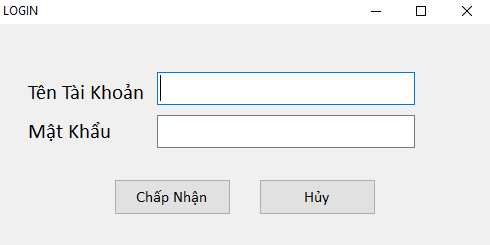 LOGIN
Tên Tài Khoản
Mật Khẩu
Chấp Nhận Hủy